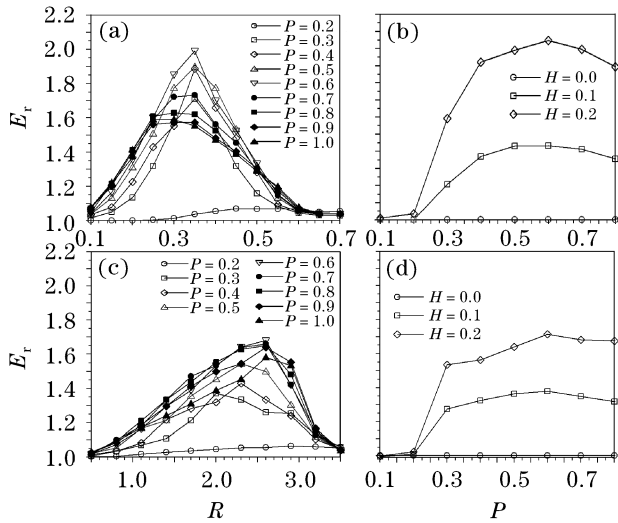 (a)
E_r
2.2
2.0
1.8
1.6
1.4
1.2
1.0
0.1
0.3
0.5
0.7
P = 0.2
P = 0.3
P = 0.4
P = 0.5
P = 0.6
P = 0.7
P = 0.8
P = 0.9
P = 1.0
(b)
H = 0.0
H = 0.1
H = 0.2
0.1
0.3
0.5
0.7
(c)
E_r
2.2
2.0
1.8
1.6
1.4
1.2
1.0
P = 0.2
P = 0.3
P = 0.4
P = 0.5
P = 0.6
P = 0.7
P = 0.8
P = 0.9
P = 1.0
1.0
2.0
3.0
R
(d)
H = 0.0
H = 0.1
H = 0.2
0.1
0.3
0.5
0.7
P